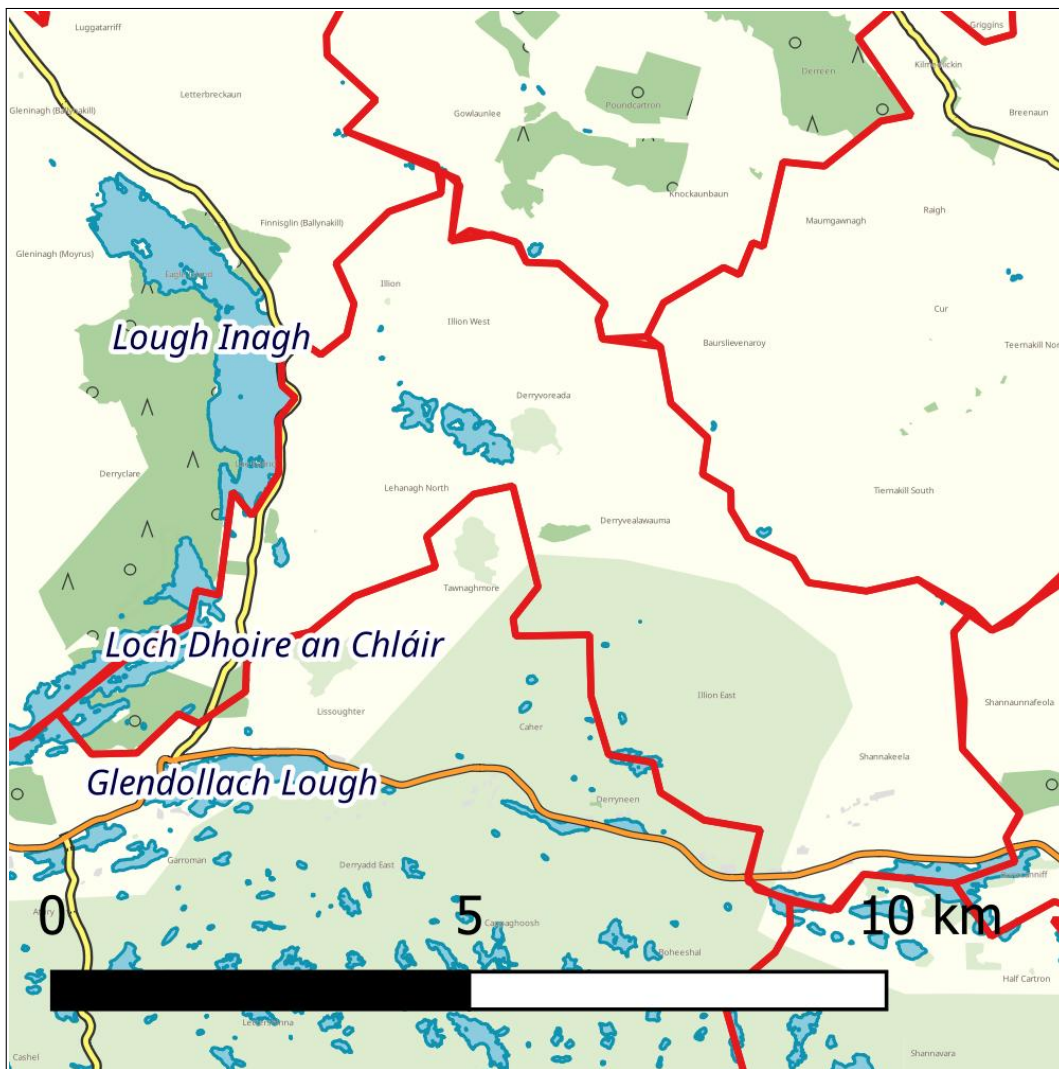 Luggatarriff
Griggins
Derreen
Letterbreckaun
Poundcartron
Gleninagh (Ballynakill)
Gowlaunlee
Breenaun
Knockaunbaun
Raigh
Finnisglin (Ballynakill)
Maumgawnagh
Gleninagh (Moyrus)
Illion
Cur
Illion West
Lough Inagh
Baurslievenaroy
Derryvoreada
Derryclare
Lehanagh North
Tiernakill South
Derryvealawauma
Tawnaghmore
Loch Dhoire an Chláir
Illion East
Shannaunnafeola
Lissoughter
Caher
Shannakeela
Glendollach Lough
Derryneen
Garroman
Derryadd East
0
5
10 km
Boheeshal
Half Cartron
Cashel
Shannavara